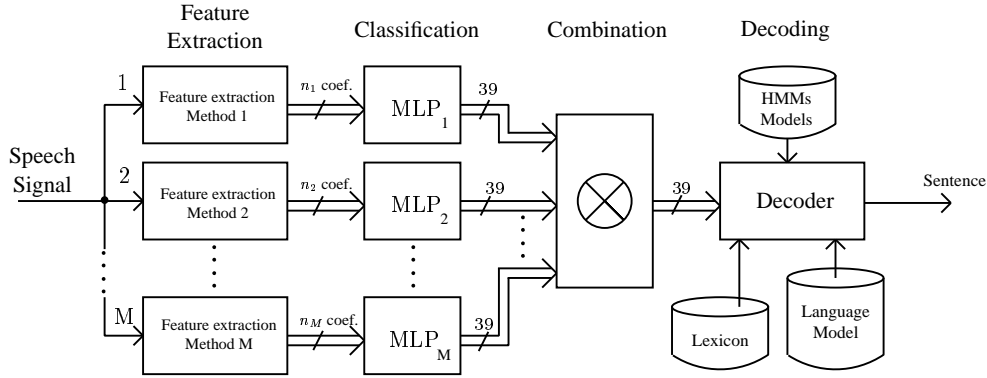 Feature
Extraction
Classification
Combination
Decoding
1
Feature extraction
Method 1
n₁ coef.
MLP₁
39
HMMs
Models
Speech
Signal
2
Feature extraction
Method 2
n₂ coef.
MLP₂
39
39
Decoder
Sentence
M
Feature extraction
Method M
n_M coef.
MLP_M
39
Lexicon
Language
Model